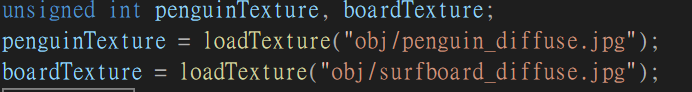 unsigned int penguinTexture, boardTexture;
penguinTexture = loadTexture("obj/penguin_diffuse.jpg");
boardTexture = loadTexture("obj/surfboard_diffuse.jpg");